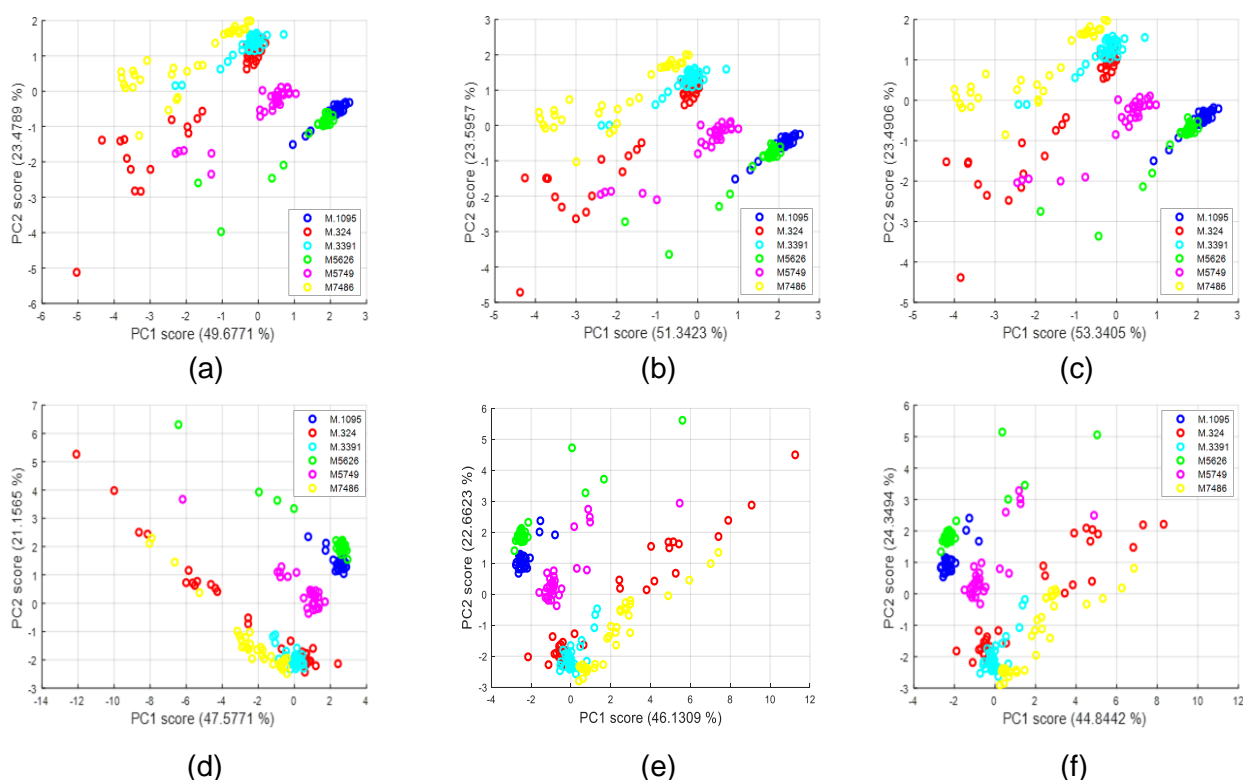 PC2 score (23.4789 %)
2
1
0
-1
-2
-3
-4
-5
-6
M.1095
M.324
M.3391
M5626
M5749
M7486
-6 -5 -4 -3 -2 -1 0 1 2 3
PC1 score (49.6771 %)
(a)
PC2 score (23.5957 %)
3
2
1
0
-1
-2
-3
-4
-5
M.1095
M.324
M.3391
M5626
M5749
M7486
-5 -4 -3 -2 -1 0 1 2 3
PC1 score (51.3423 %)
(b)
PC2 score (23.4906 %)
2
1
0
-1
-2
-3
-4
-5
M.1095
M.324
M.3391
M5626
M5749
M7486
-5 -4 -3 -2 -1 0 1 2 3
PC1 score (53.3405 %)
(c)
PC2 score (21.1565 %)
7
6
5
4
3
2
1
0
-1
-2
-3
M.1095
M.324
M.3391
M5626
M5749
M7486
-14 -12 -10 -8 -6 -4 -2 0 2 4
PC1 score (47.5771 %)
(d)
PC2 score (22.6623 %)
6
5
4
3
2
1
0
-1
-2
-3
-4 -2 0 2 4 6 8 10 12
PC1 score (46.1309 %)
(e)
PC2 score (24.3494 %)
6
5
4
3
2
1
0
-1
-2
-3
M.1095
M.324
M.3391
M5626
M5749
M7486
-4 -2 0 2 4 6 8 10 12
PC1 score (44.8442 %)
(f)